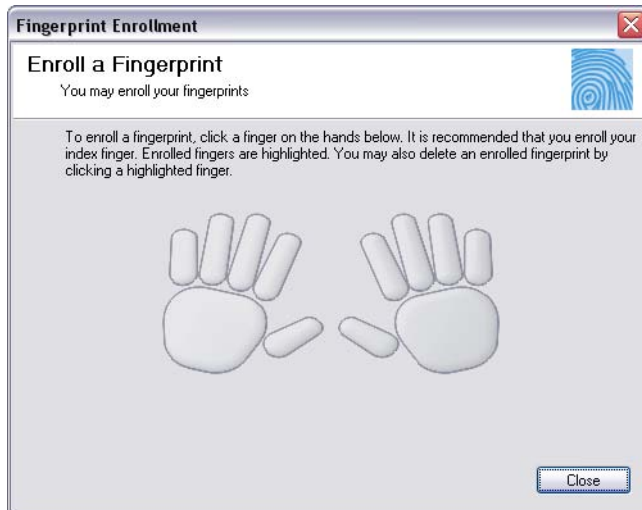 Fingerprint Enrollment
Enroll a Fingerprint
You may enroll your fingerprints
To enroll a fingerprint, click a finger on the hands below. It is recommended that you enroll your
index finger. Enrolled fingers are highlighted. You may also delete an enrolled fingerprint by
clicking a highlighted finger.
Close